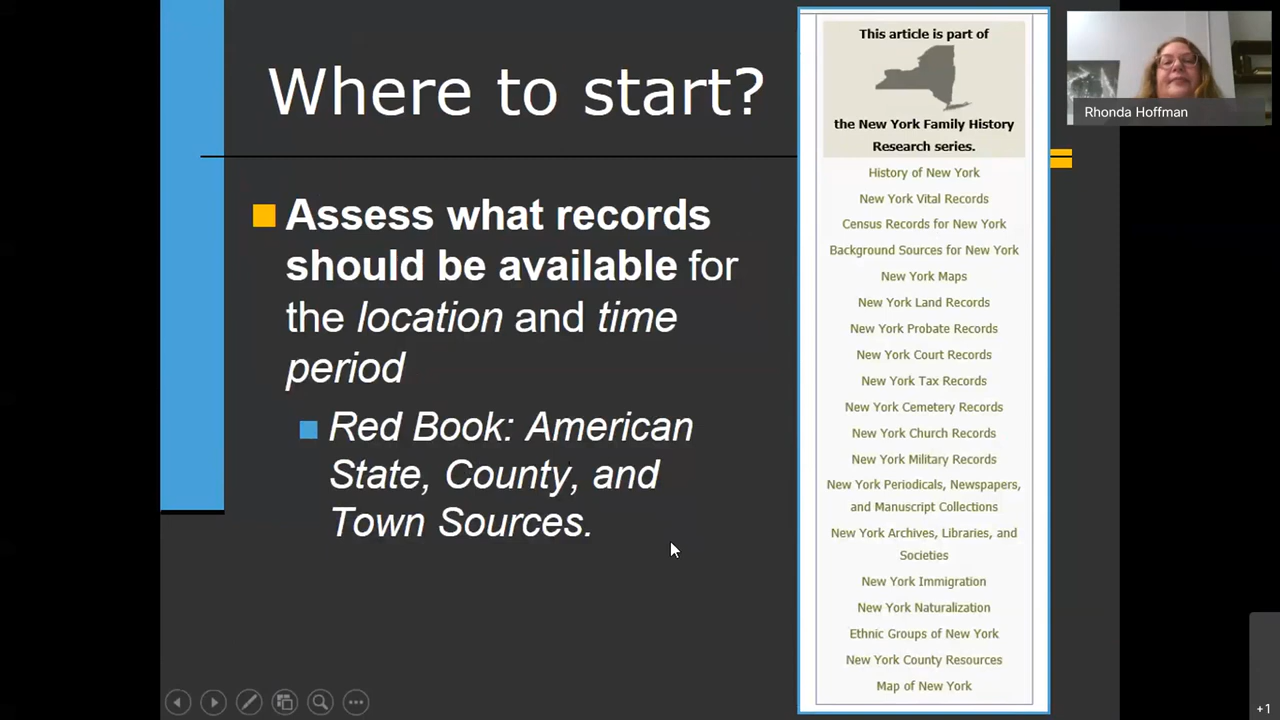 Where to start?
Assess what records
should be available for
the location and time
period
Red Book: American
State, County, and
Town Sources.
This article is part of
the New York Family History
Research series.
History of New York
New York Vital Records
Census Records for New York
Background Sources for New York
New York Maps
New York Land Records
New York Probate Records
New York Court Records
New York Tax Records
New York Cemetery Records
New York Church Records
New York Military Records
New York Periodicals, Newspapers,
and Manuscript Collections
New York Archives, Libraries, and
Societies
New York Immigration
New York Naturalization
Ethnic Groups of New York
New York County Resources
Map of New York
Rhonda Hoffman
+1